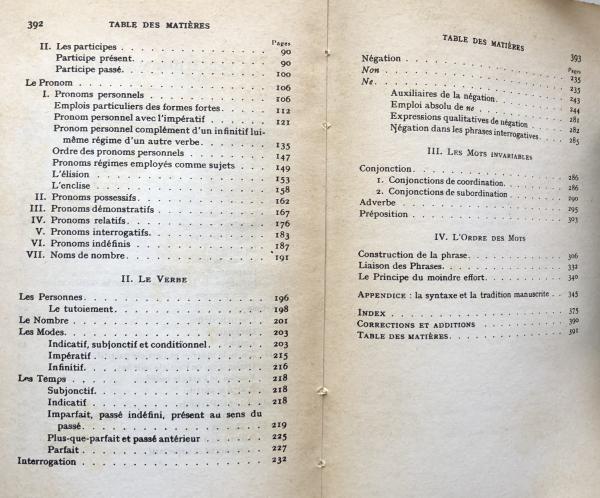 392 TABLE DES MATIÈRES
Pages
II. Les participes . . . . . . . . . . 90
Participe présent. . . . . . . . . . 90
Participe passé. . . . . . . . . . 100
Le Pronom . . . . . . . . . . 106
I. Pronoms personnels . . . . . . . . . . 106
Emplois particuliers des formes fortes. . . . . . 112
Pronom personnel avec l'impératif . . . . . . 121
Pronom personnel complément d'un infinitif lui-
même régime d'un autre verbe. . . . . . . 135
Ordre des pronoms personnels . . . . . . . 147
Pronoms régimes employés comme sujets . . . . 149
L'élision . . . . . . . . . . 153
L'enclise . . . . . . . . . . 158
II. Pronoms possessifs . . . . . . . . . . 162
III. Pronoms démonstratifs . . . . . . . . . . 167
IV. Pronoms relatifs . . . . . . . . . . 176
V. Pronoms interrogatifs. . . . . . . . . . 183
VI. Pronoms indéfinis . . . . . . . . . . 187
VII. Noms de nombre. . . . . . . . . . 191
II. Le Verbe
Les Personnes. . . . . . . . . . 196
Le tutoiement . . . . . . . . . . 198
Le Nombre . . . . . . . . . . 201
Les Modes. . . . . . . . . . 203
Indicatif, subjonctif et conditionnel. . . . . . 203
Impératif . . . . . . . . . . 215
Infinitif. . . . . . . . . . 216
Les Temps . . . . . . . . . . 218
Subjonctif. . . . . . . . . . 218
Indicatif . . . . . . . . . . 218
Imparfait, passé indéfini, présent au sens du
passé. . . . . . . . . . 219
Plus-que-parfait et passé antérieur . . . . . . 225
Parfait . . . . . . . . . . 227
Interrogation . . . . . . . . . . 232
TABLE DES MATIÈRES 393
Pages
Négation . . . . . . . . . . 235
Non . . . . . . . . . . 235
Ne. . . . . . . . . . 243
Auxiliaires de la négation. . . . . . . 244
Emploi absolu de ne . . . . . . . 281
Expressions qualitatives de négation . . . . 282
Négation dans les phrases interrogatives. . . . 285
III. Les Mots invariables
Conjonction. . . . . . . . . . 286
1. Conjonctions de coordination. . . . . . . 286
2. Conjonctions de subordination . . . . . . 290
Adverbe . . . . . . . . . . 295
Préposition . . . . . . . . . . 303
IV. L'Ordre des Mots
Construction de la phrase. . . . . . . . 306
Liaison des Phrases. . . . . . . . . . 332
Le Principe du moindre effort. . . . . . . 340
Appendice : la syntaxe et la tradition manuscrite . . 345
Index . . . . . . . . . . 375
Corrections et additions . . . . . . . 390
Table des matières. . . . . . . . . . 391